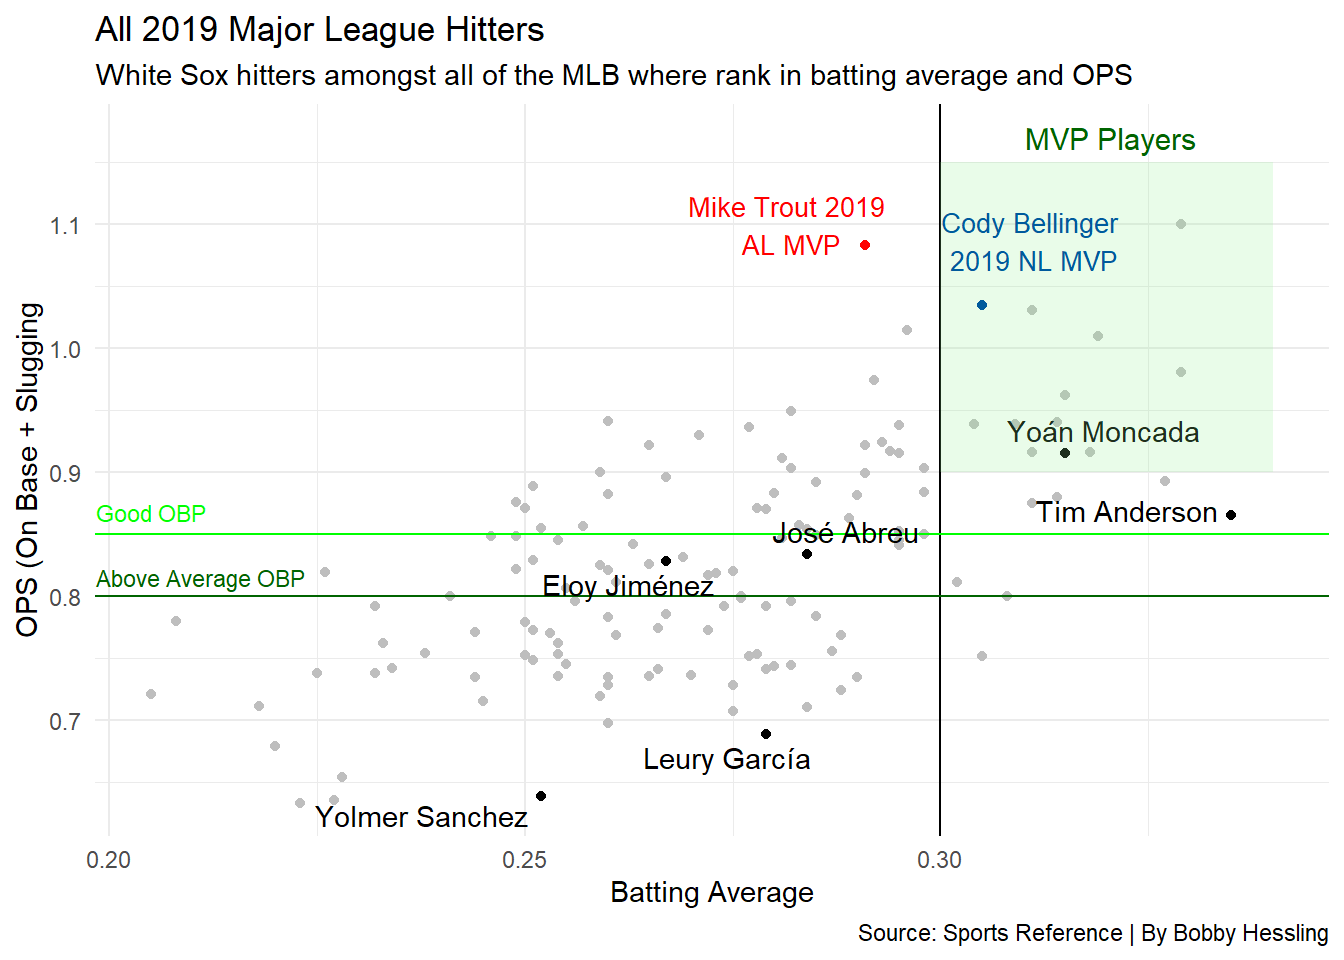 All 2019 Major League Hitters
White Sox hitters amongst all of the MLB where rank in batting average and OPS
MVP Players
Mike Trout 2019
AL MVP
Cody Bellinger
2019 NL MVP
1.1
1.0
0.9
0.8
0.7
OPS (On Base + Slugging
Yoán Moncada
Tim Anderson
Good OBP
José Abreu
Above Average OBP
Eloy Jiménez
Leury García
Yolmer Sanchez
0.20
0.25
0.30
Batting Average
Source: Sports Reference | By Bobby Hessling